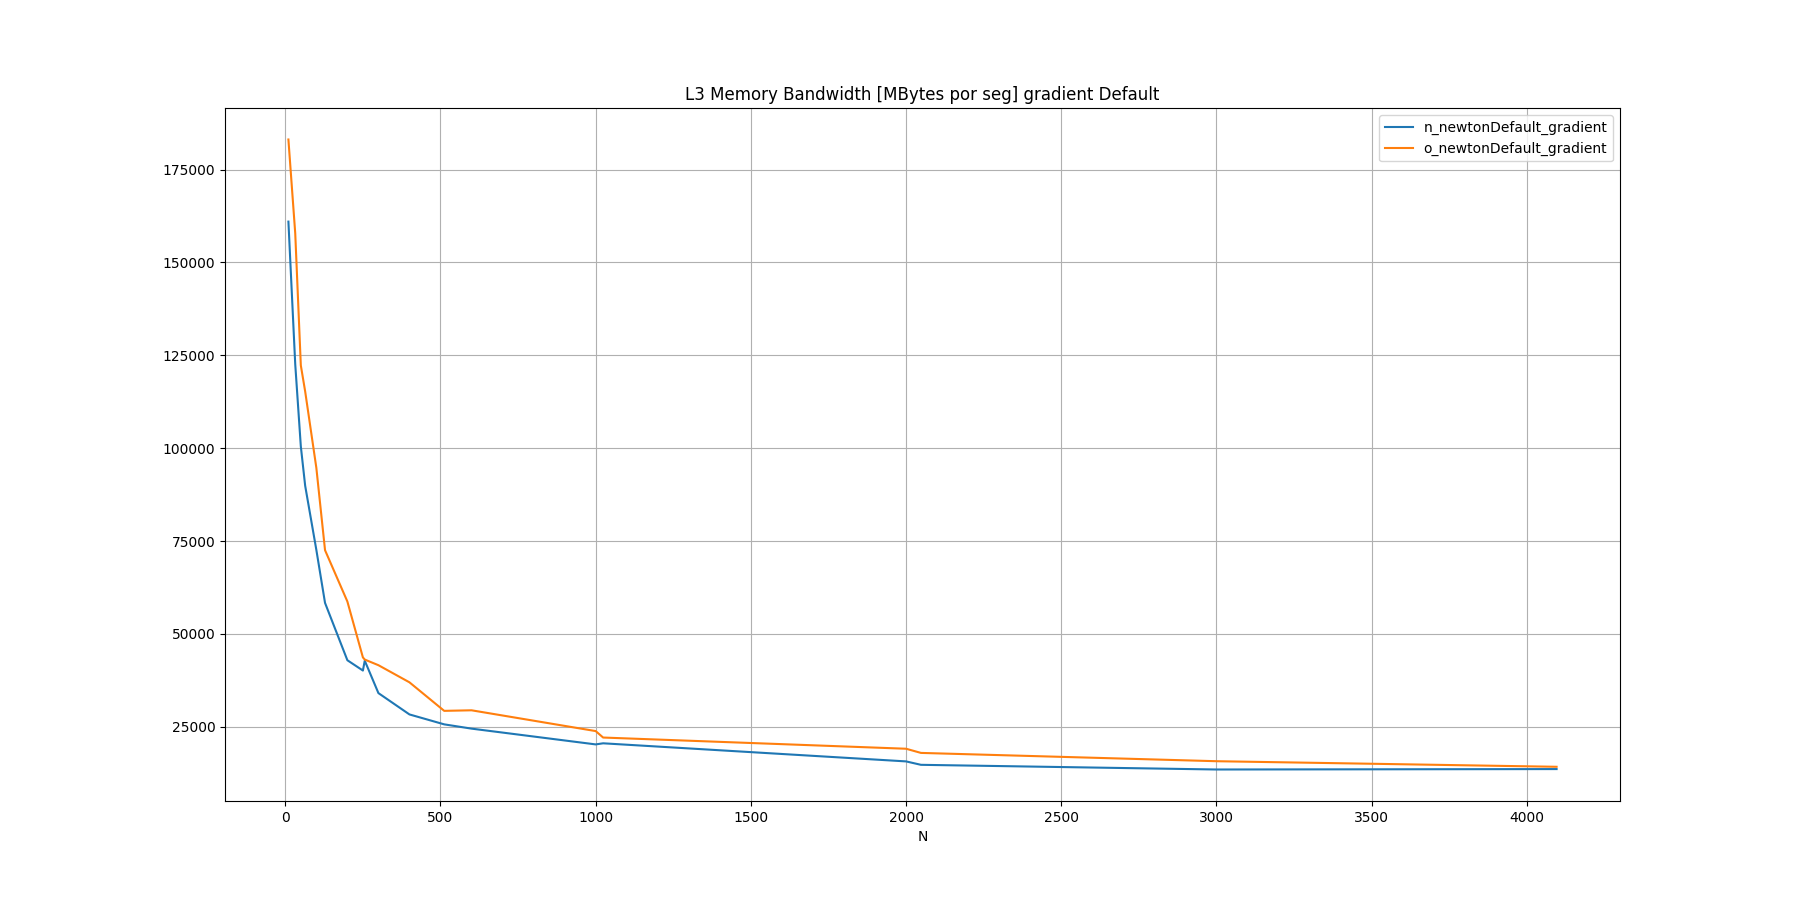 L3 Memory Bandwidth [MBytes por seg] gradient Default
n_newtonDefault_gradient
o_newtonDefault_gradient
175000
150000
125000
100000
75000
50000
25000
0 500 1000 1500 2000 2500 3000 3500 4000
N